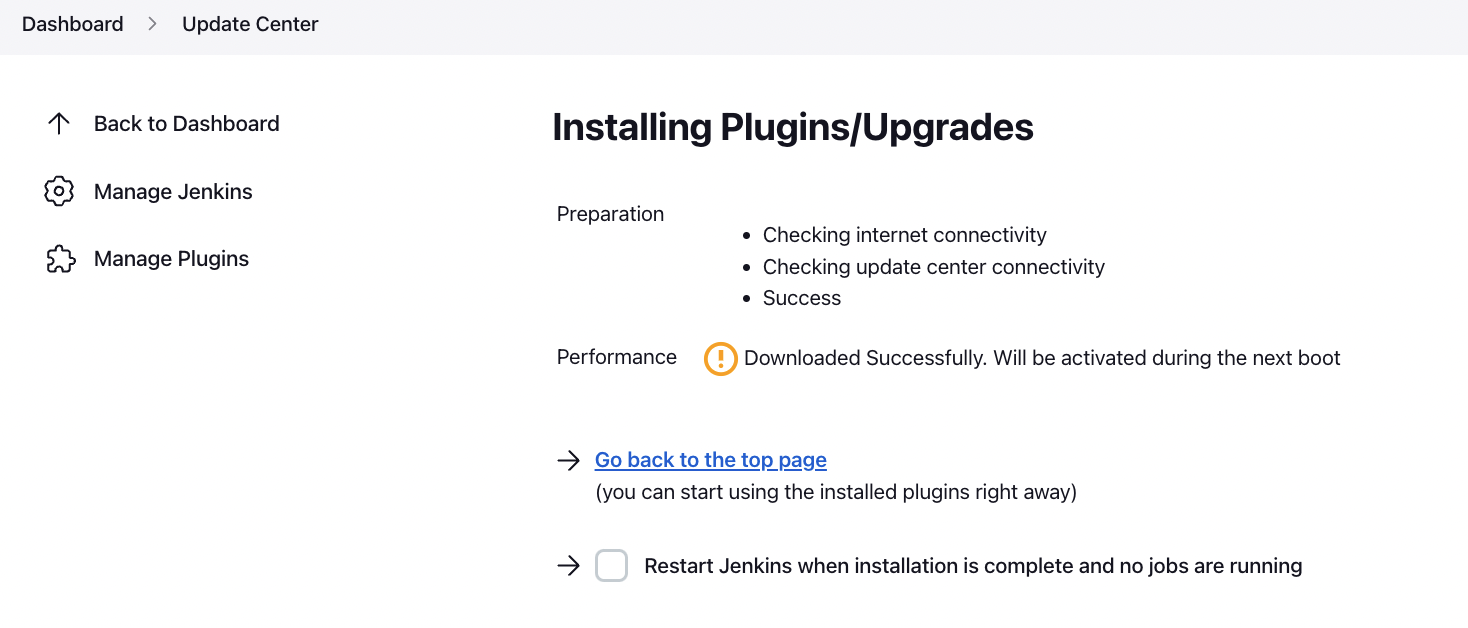 Dashboard > Update Center
Back to Dashboard
Manage Jenkins
Manage Plugins
Installing Plugins/Upgrades
Preparation
• Checking internet connectivity
• Checking update center connectivity
• Success
Performance Downloaded Successfully. Will be activated during the next boot
Go back to the top page
(you can start using the installed plugins right away)
Restart Jenkins when installation is complete and no jobs are running